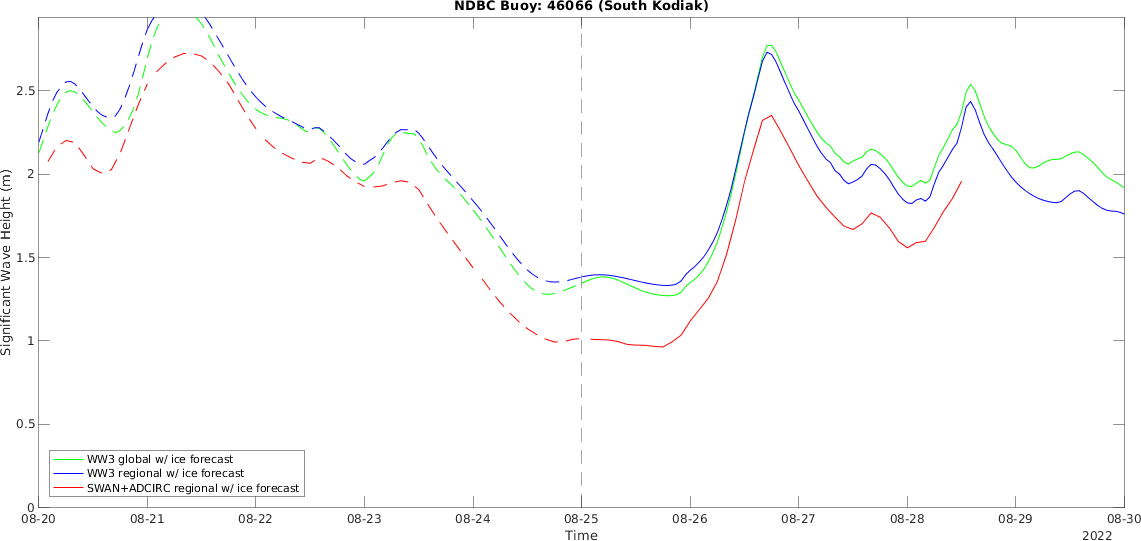 NDBC Buoy: 46066 (South Kodiak)
Significant Wave Height (m)
2.5
2
1.5
1
0.5
0
WW3 global w/ ice forecast
WW3 regional w/ ice forecast
SWAN+ADCIRC regional w/ ice forecast
08-20 08-21 08-22 08-23 08-24 08-25 08-26 08-27 08-28 08-29 08-30
Time
2022